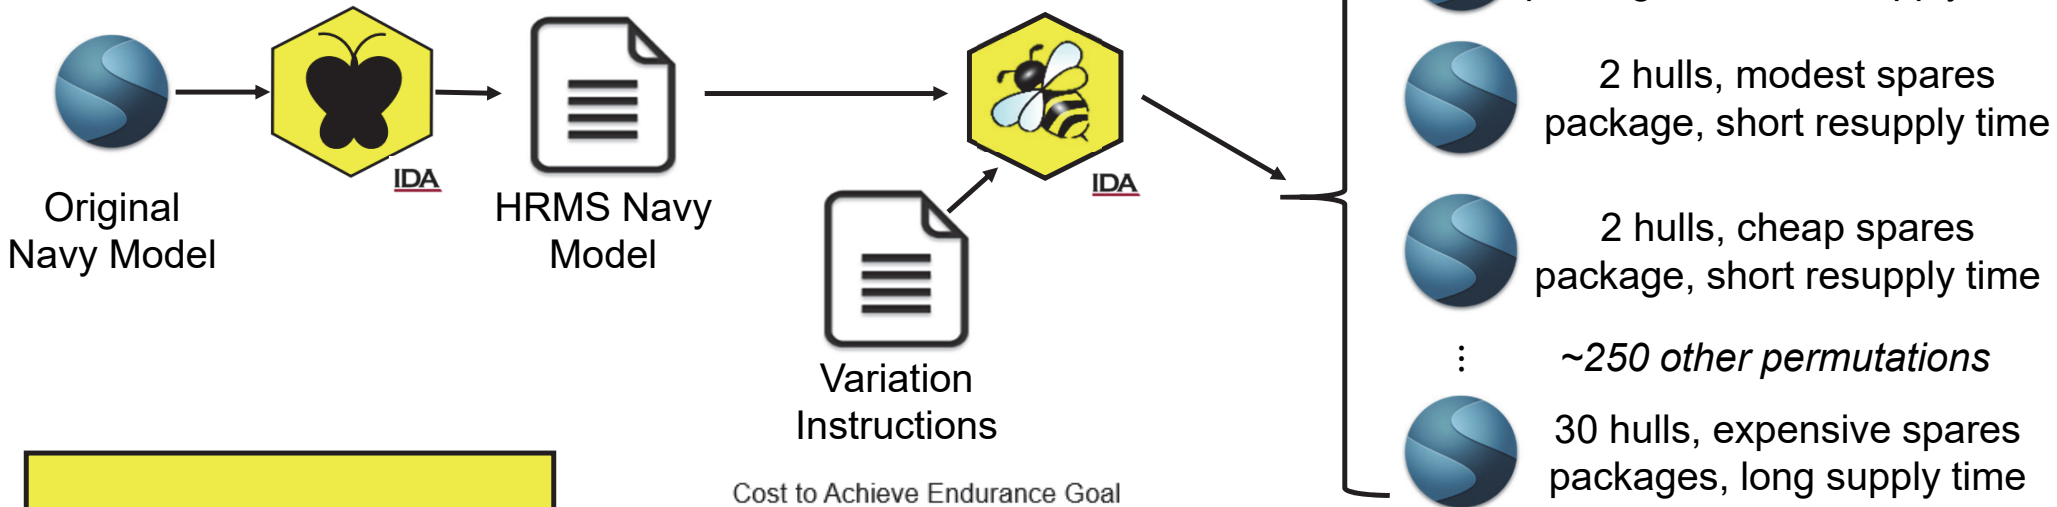 2 hulls, modest spares
package, short resupply time
IDA
IDA
Original
Navy Model
HRMS Navy
Model
2 hulls, cheap spares
package, short resupply time
Variation
Instructions
⋮ ~250 other permutations
30 hulls, expensive spares
packages, long supply time
Cost to Achieve Endurance Goal